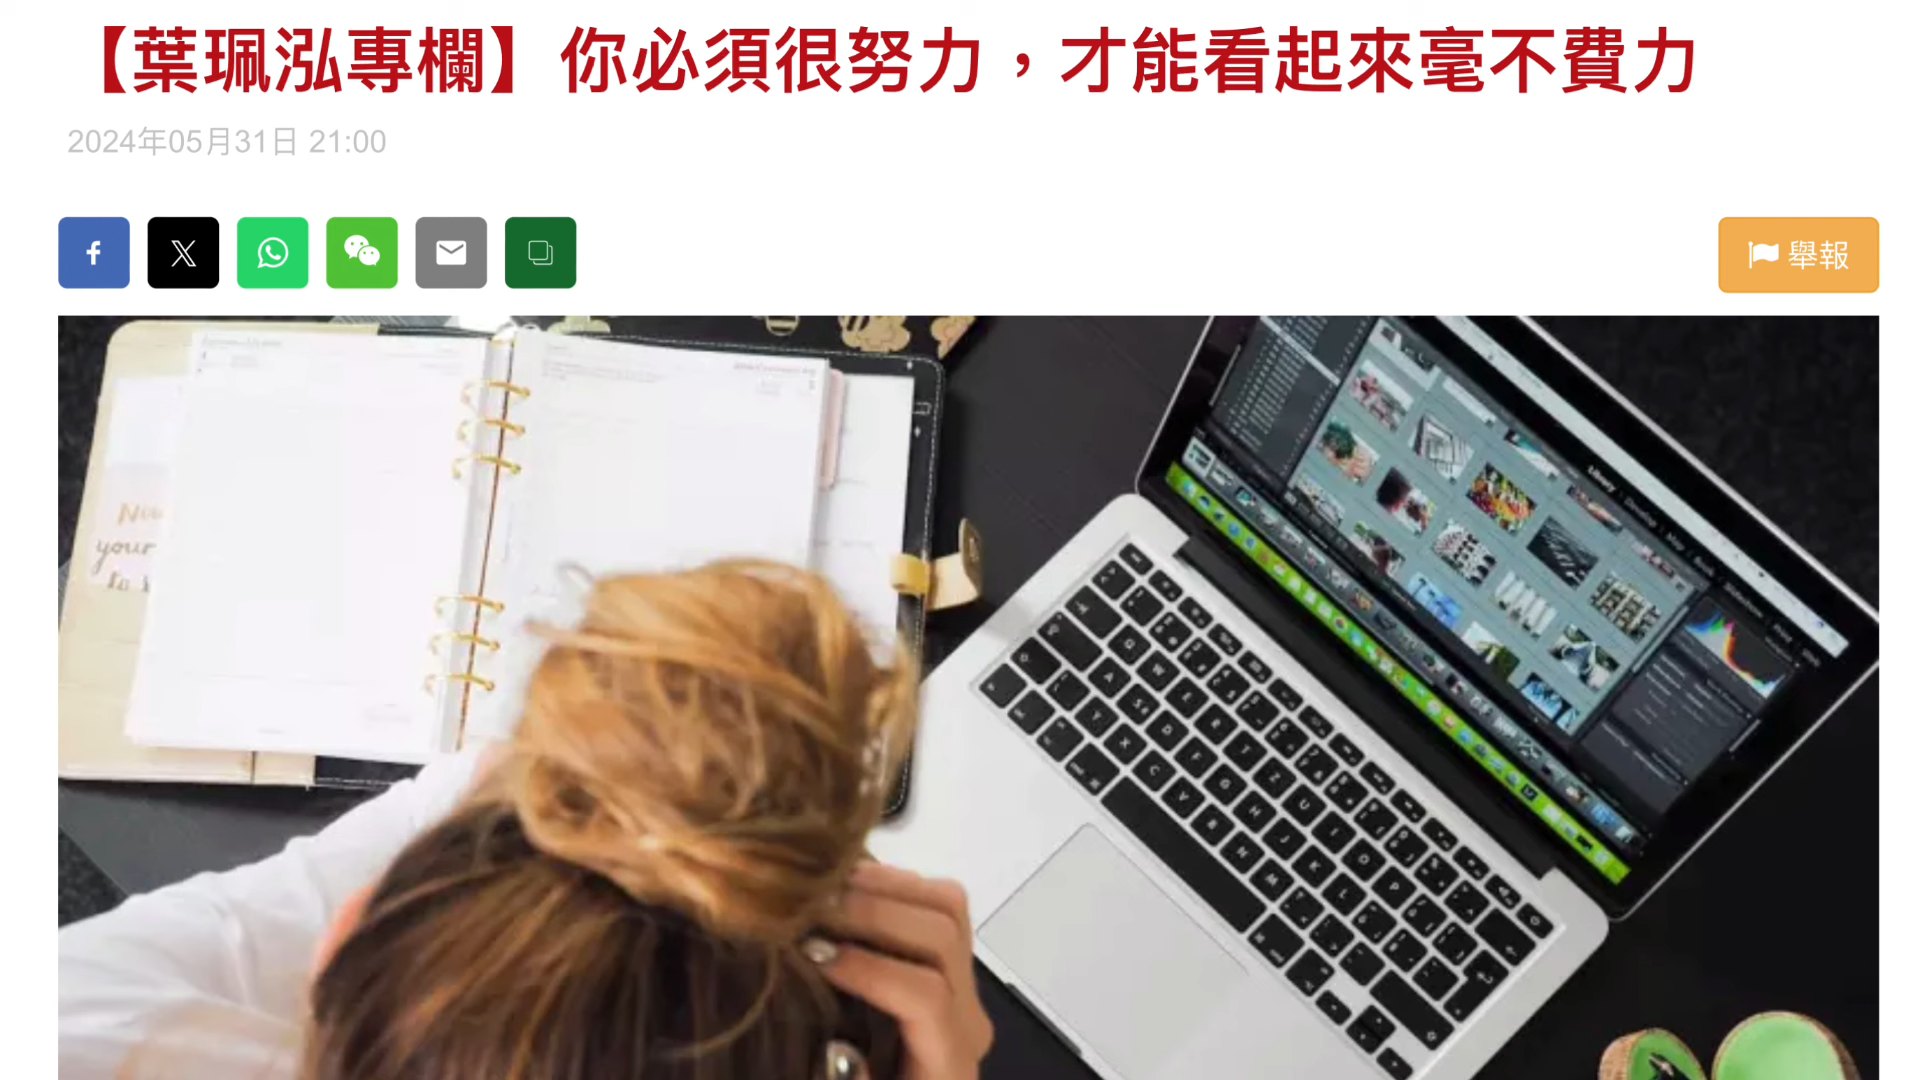 【葉珮泓專欄】你必須很努力，才能看起來毫不費力
2024年05月31日 21:00
舉報
your
Library